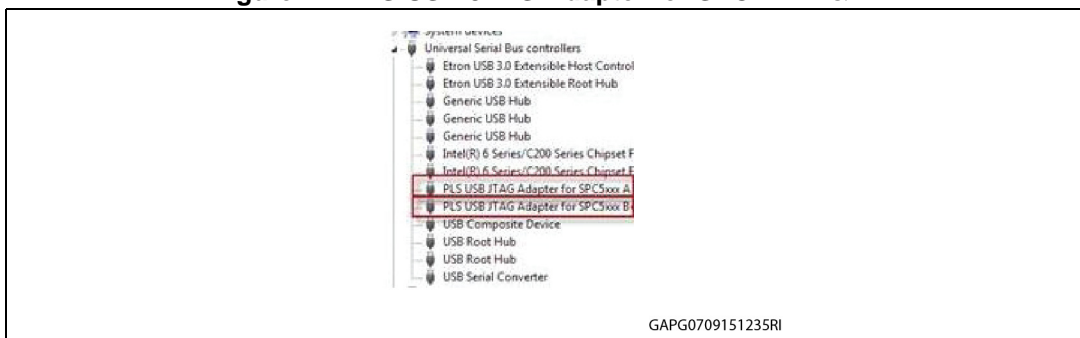 System devices
Universal Serial Bus controllers
Etron USB 3.0 Extensible Host Control
Etron USB 3.0 Extensible Root Hub
Generic USB Hub
Generic USB Hub
Generic USB Hub
Intel(R) 6 Series/C200 Series Chipset F
Intel(R) 6 Series/C200 Series Chipset F
PLS USB JTAG Adapter for SPC5xxx A
PLS USB JTAG Adapter for SPC5xxx B
USB Composite Device
USB Root Hub
USB Root Hub
USB Serial Converter
GAPG0709151235RI